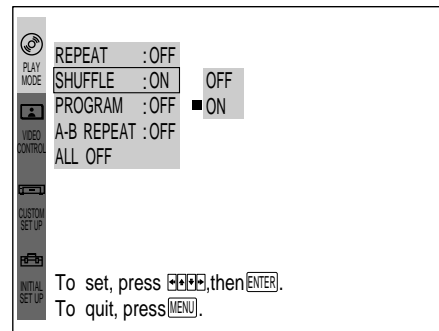 PLAY
MODE
VIDEO
CONTROL
CUSTOM
SET UP
INITIAL
SET UP
REPEAT :OFF
SHUFFLE :ON
PROGRAM :OFF
A-B REPEAT :OFF
ALL OFF
OFF
ON
To set, press ,then ENTER.
To quit, press MENU.